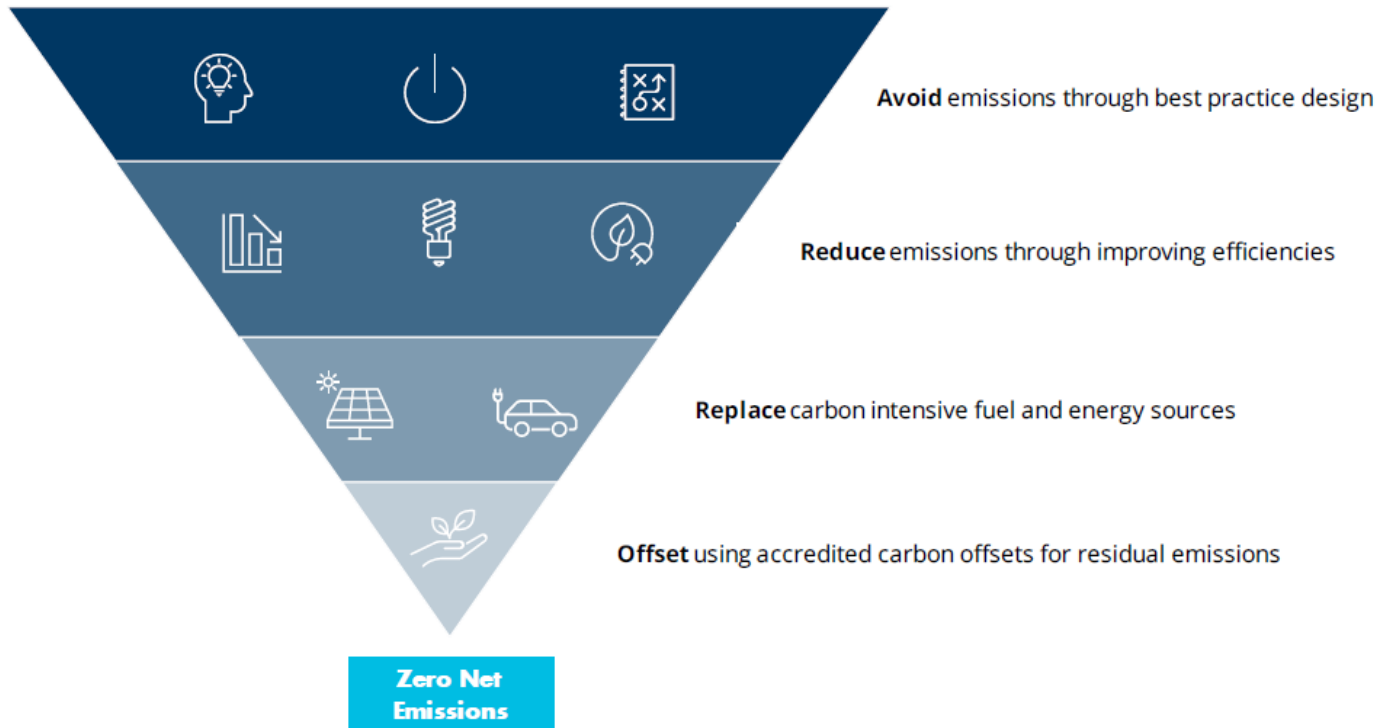 Avoid emissions through best practice design
Reduce emissions through improving efficiencies
Replace carbon intensive fuel and energy sources
Offset using accredited carbon offsets for residual emissions
Zero Net
Emissions